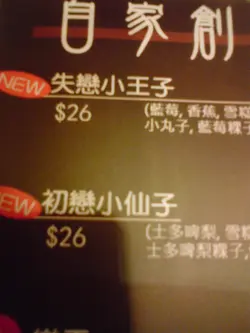 自家創
NEW 失戀小王子
$26 (藍莓, 香蕉, 雪糕
小丸子, 藍莓粿子
NEW 初戀小仙子
$26 (士多啤梨, 雪糕
士多啤梨粿子,